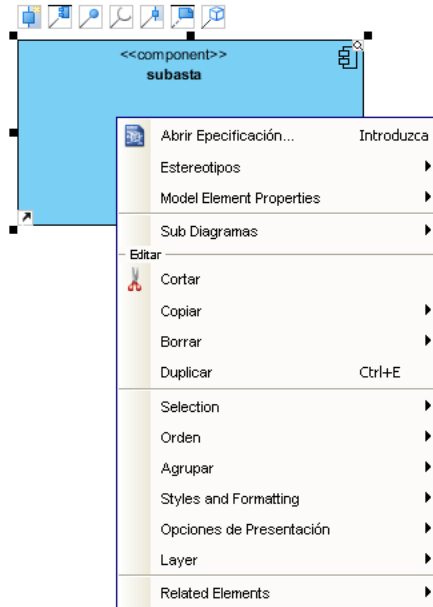 <<component>>
subasta
Abrir Epecificación... Introduzca
Estereotipos
Model Element Properties
Sub Diagramas
Editar
Cortar
Copiar
Borrar
Duplicar Ctrl+E
Selection
Orden
Agrupar
Styles and Formatting
Opciones de Presentación
Layer
Related Elements